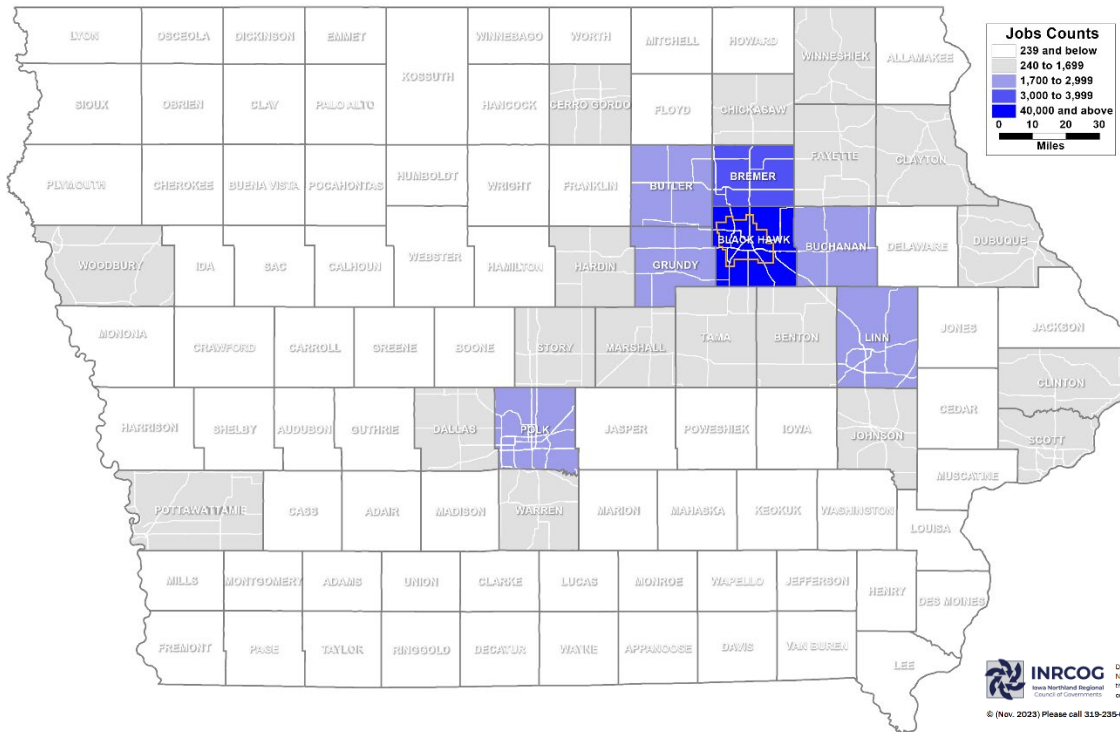 LYON
OSCEOLA
DICKINSON
EMMET
WINNEBAGO
WORTH
MITCHELL
HOWARD
WINNESHIEK
ALLAMAKEE
KOSSUTH
SIOUX
OBRIEN
CLAY
PALO ALTO
HANCOCK
CERRO GORDO
FLOYD
CHICKASAW
PLYMOUTH
CHEROKEE
BUENA VISTA
POCAHONTAS
HUMBOLDT
WRIGHT
FRANKLIN
BUTLER
BREMER
FAYETTE
CLAYTON
WOODBURY
IDA
SAC
CALHOUN
WEBSTER
HAMILTON
HARDIN
GRUNDY
BLACK HAWK
BUCHANAN
DELAWARE
DUBUQUE
MONONA
CRAWFORD
CARROLL
GREENE
BOONE
STORY
MARSHALL
TAMA
BENTON
LINN
JONES
JACKSON
CLINTON
HARRISON
SHELBY
AUDUBON
GUTHRIE
DALLAS
POLK
JASPER
POWESHIEK
IOWA
JOHNSON
CEDAR
SCOTT
MUSCATINE
POTTAWATTAMIE
CASS
ADAIR
MADISON
WARREN
MARION
MAHASKA
KEOKUK
WASHINGTON
LOUISA
MILLS
MONTGOMERY
ADAMS
UNION
CLARKE
LUCAS
MONROE
WAPELLO
JEFFERSON
HENRY
DES MOINES
FREMONT
PAGE
TAYLOR
RINGGOLD
DECATUR
WAYNE
APPANOOSE
DAVIS
VAN BUREN
LEE
Jobs Counts
239 and below
240 to 1,699
1,700 to 2,999
3,000 to 3,999
40,000 and above
0 10 20 30
Miles
INRCOG
Iowa Northland Regional
Council of Governments
© (Nov. 2023) Please call 319-235-